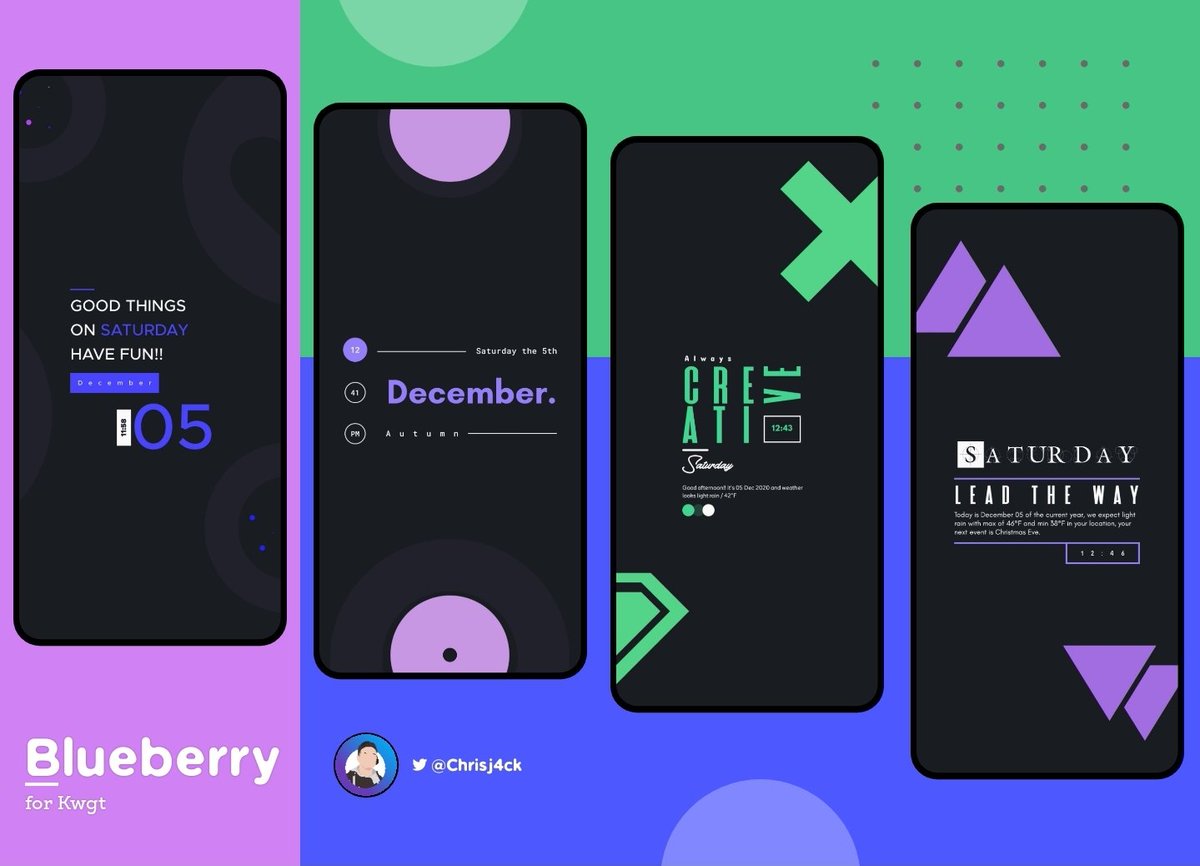 GOOD THINGS
ON SATURDAY
HAVE FUN!!
December
11:58
05
12
Saturday the 5th
41
December.
PM
Autumn
Always
CRE
ATI
VE
12:43
Saturday
Good afternoon!! it's 05 Dec 2020 and weather
looks light rain / 42°F
SATURDAY
LEAD THE WAY
Today is December 05 of the current year, we expect light
rain with max of 46°F and min 38°F in your location, your
next event is Christmas Eve.
12:46
Blueberry
for Kwgt
@Chrisj4ck